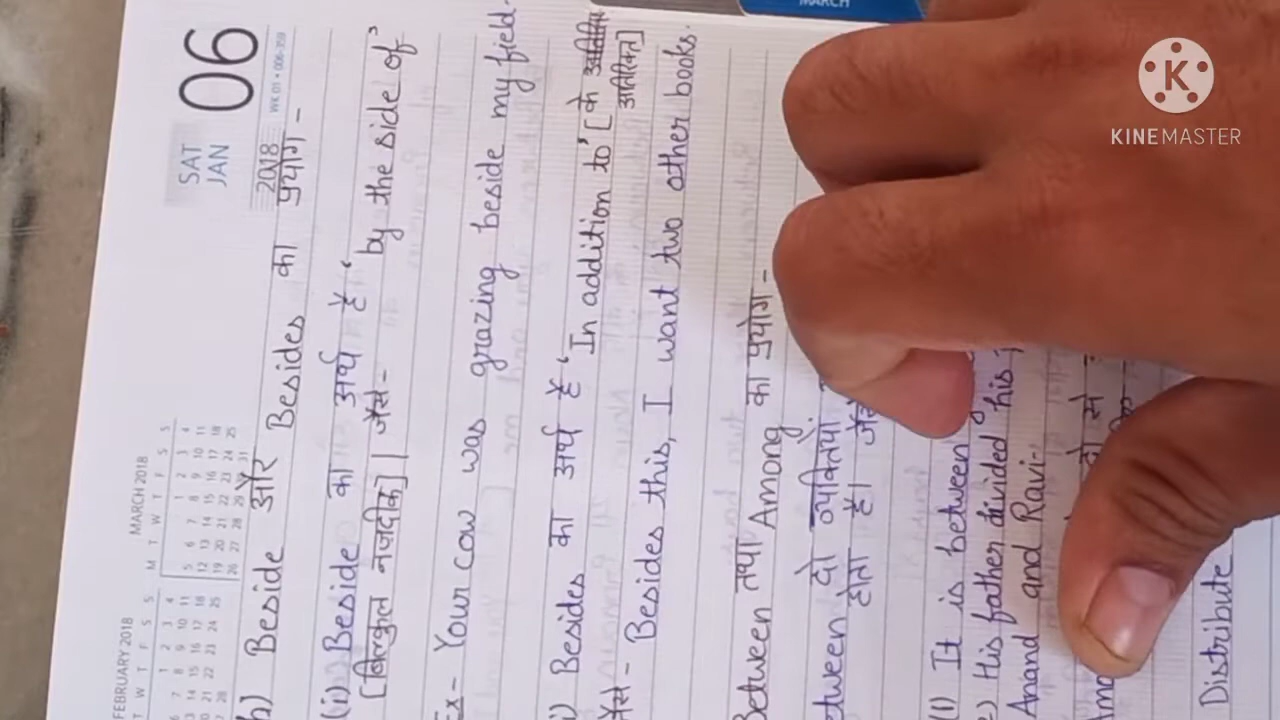 MARCH
KINEMASTER
FEBRUARY 2018
MARCH 2018
SAT
JAN
06
2018
WK 01 • 006-359
h) Beside और Besides का प्रयोग -
(i) Beside का अर्थ है ‘ by the side of ’
[बिल्कुल नज़दीक]। जैसे -
Ex - Your cow was grazing beside my field.
i) Besides का अर्थ हैं ‘ In addition to’ [के
अतिरिक्त]
जैसे - Besides this, I want two other books.
Between तथा Among का प्रयोग -
etween दो व्यक्तियों
होता है। जैसे
(1) It is between
His father divided his
Anand and Ravi.
दो से
Distribute